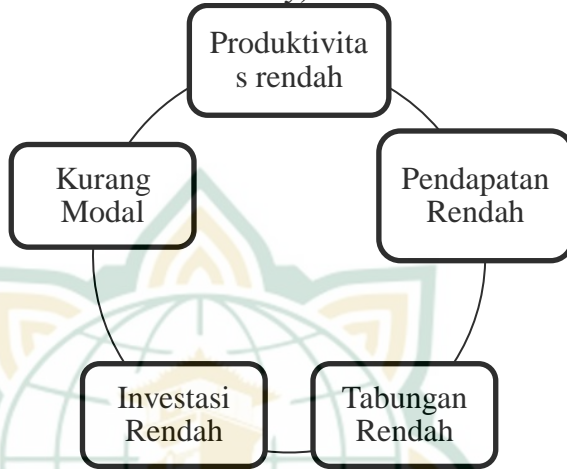 Produktivita
s rendah
Kurang
Modal
Pendapatan
Rendah
Investasi
Rendah
Tabungan
Rendah